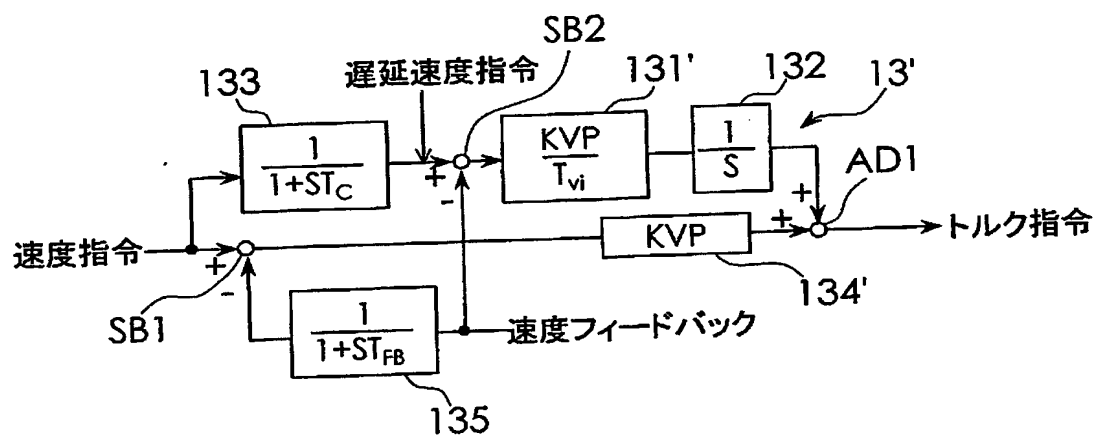 SB2
遅延速度指令
133
131'
132
13'
1
1+STC
+
-
KVP
Tvi
1
S
AD1
+
+
速度指令
+
-
KVP
トルク指令
134'
SB1
1
1+STFB
速度フィードバック
135